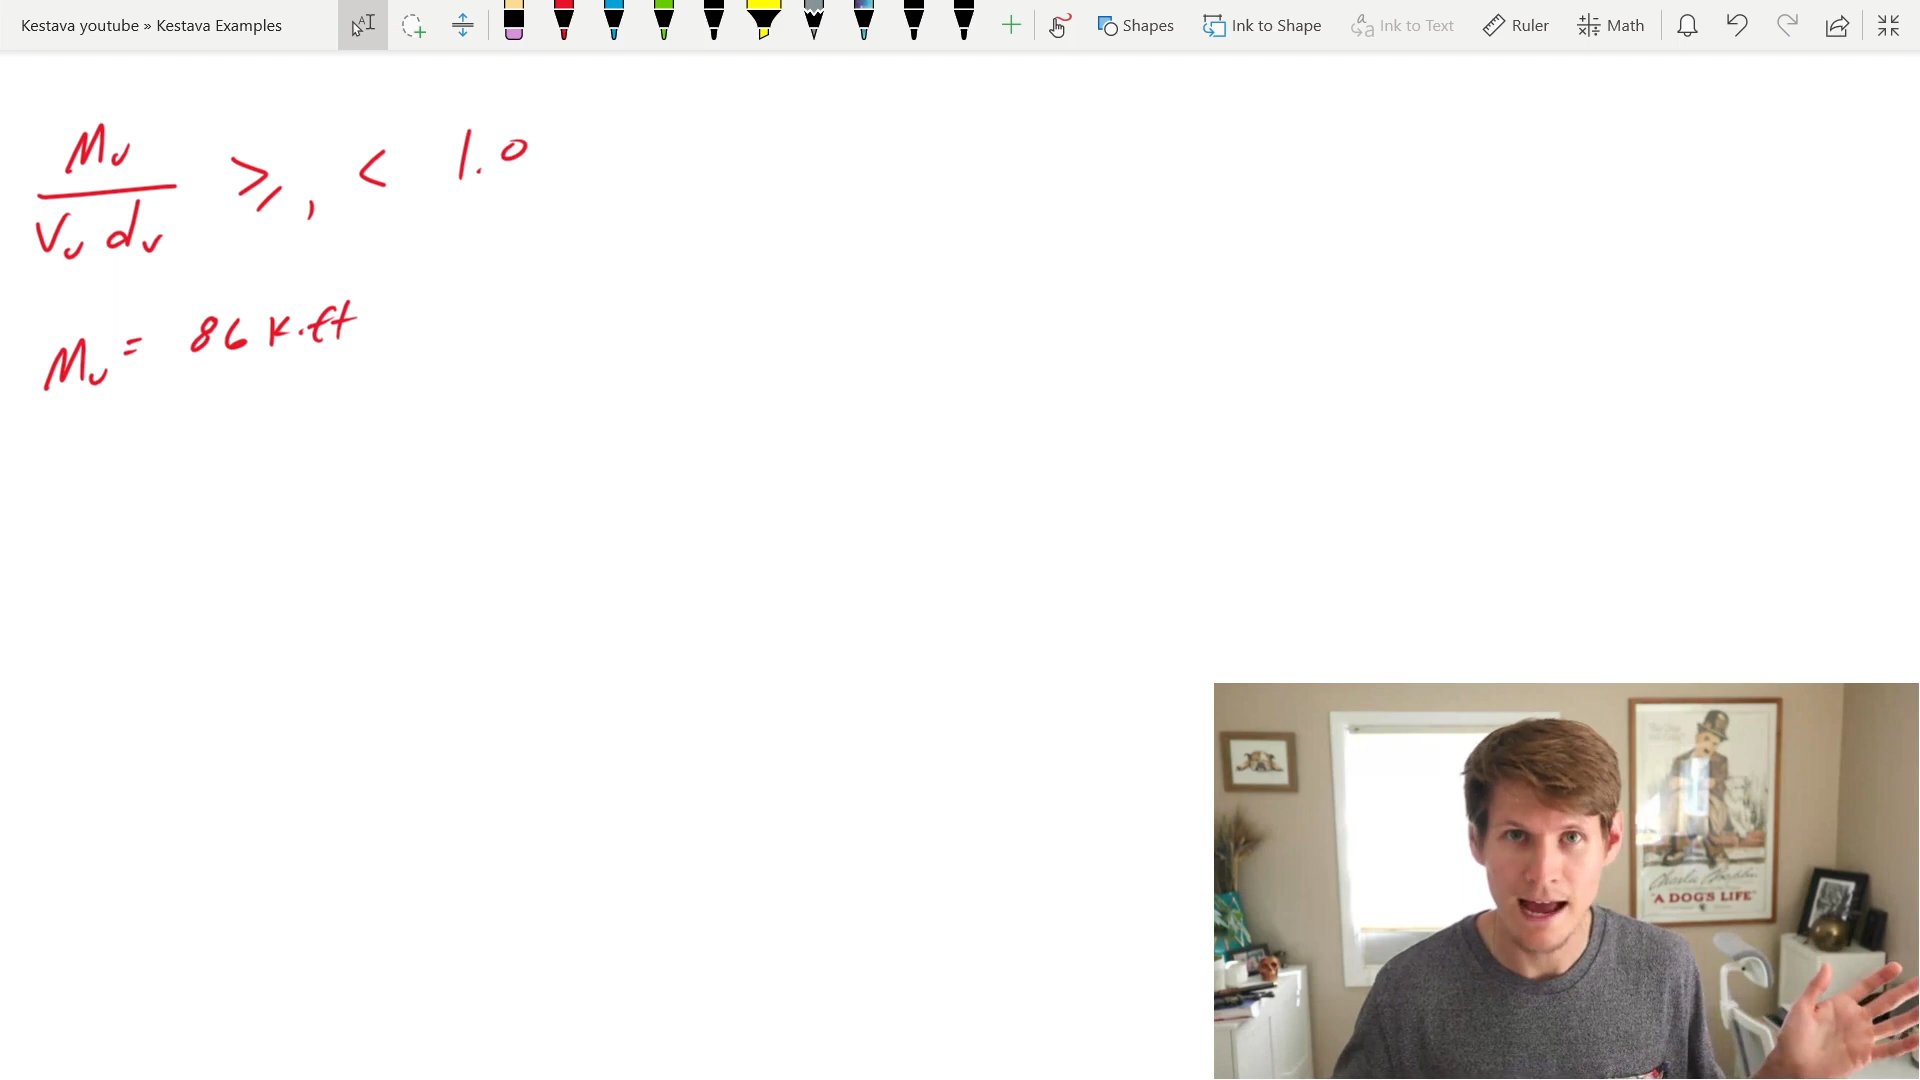 Kestava youtube » Kestava Examples
Shapes
Ink to Shape
Ink to Text
Ruler
Math
Mu / Vu dv ≥, < 1.0
Mu = 86 k.ft
"A DOG'S LIFE"